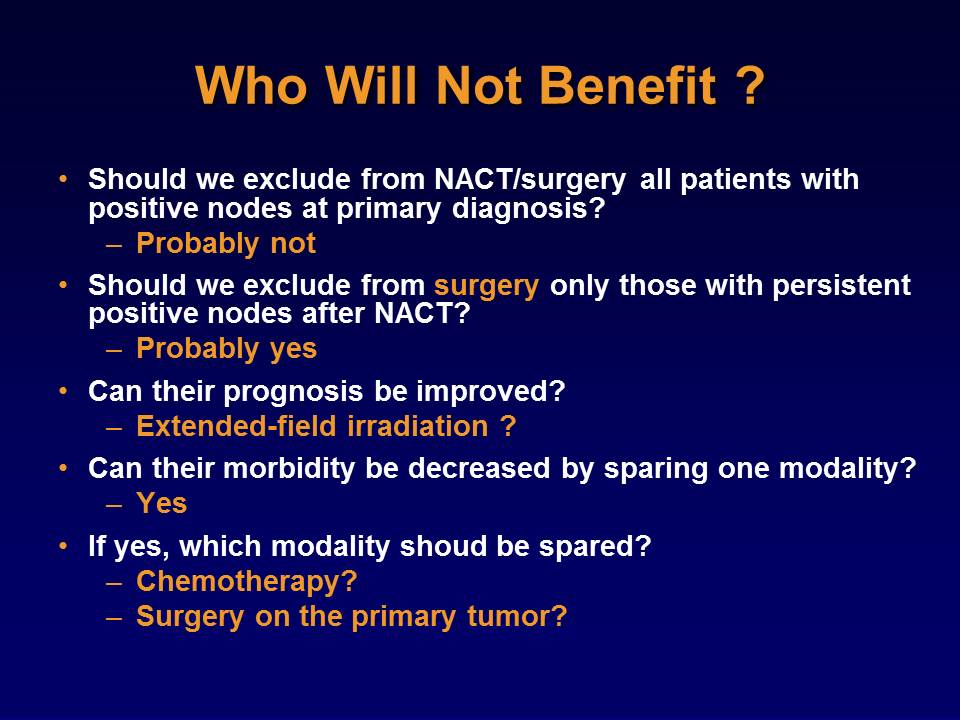 Who Will Not Benefit ?
• Should we exclude from NACT/surgery all patients with
positive nodes at primary diagnosis?
– Probably not
• Should we exclude from surgery only those with persistent
positive nodes after NACT?
– Probably yes
• Can their prognosis be improved?
– Extended-field irradiation ?
• Can their morbidity be decreased by sparing one modality?
– Yes
• If yes, which modality shoud be spared?
– Chemotherapy?
– Surgery on the primary tumor?